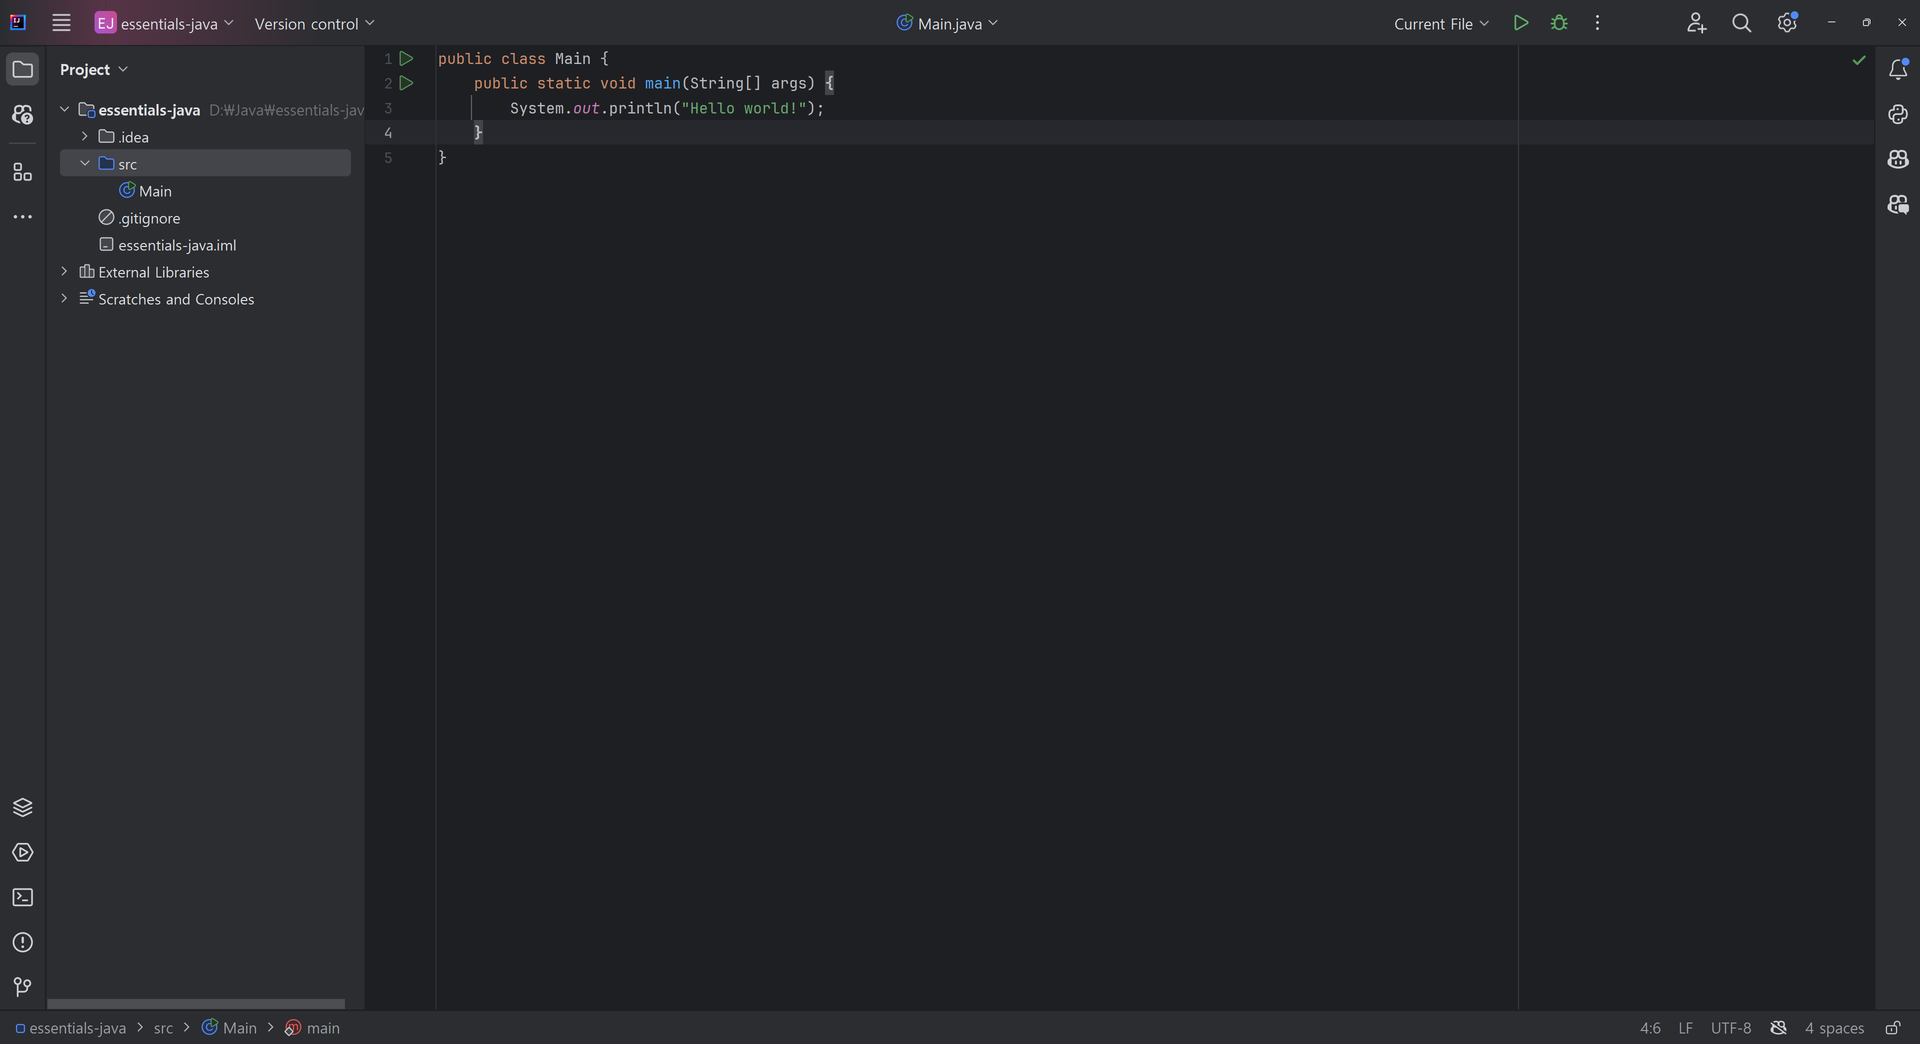 EJ essentials-java Version control Main.java Current File
Project
essentials-java D:₩Java₩essentials-jav
.idea
src
Main
.gitignore
essentials-java.iml
External Libraries
Scratches and Consoles
1 public class Main {
2 public static void main(String[] args) {
3 System.out.println("Hello world!");
4 }
5 }
essentials-java > src > Main > main 4:6 LF UTF-8 4 spaces